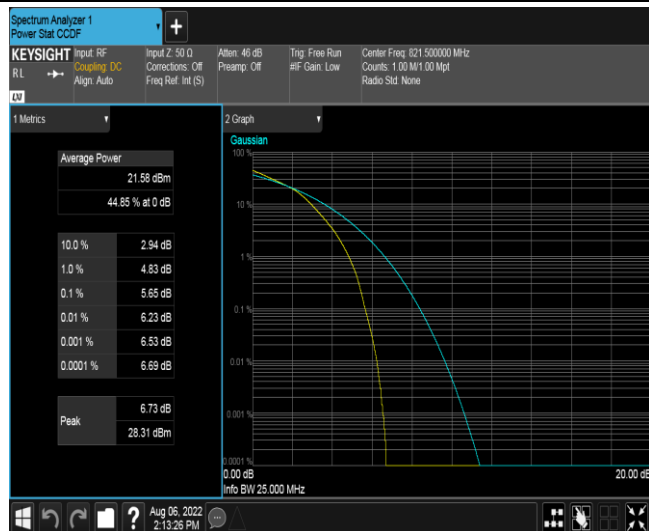 Spectrum Analyzer 1
Power Stat CCDF
+
KEYSIGHT
RL
LXI
Input: RF
Coupling: DC
Align: Auto
Input Z: 50 Ω
Corrections: Off
Freq Ref: Int (S)
Atten: 46 dB
Preamp: Off
Trig: Free Run
#IF Gain: Low
Center Freq: 821.500000 MHz
Counts: 1.00 M/1.00 Mpt
Radio Std: None
1 Metrics
Average Power
21.58 dBm
44.85 % at 0 dB
10.0 % 2.94 dB
1.0 % 4.83 dB
0.1 % 5.65 dB
0.01 % 6.23 dB
0.001 % 6.53 dB
0.0001 % 6.69 dB
Peak
6.73 dB
28.31 dBm
2 Graph
Gaussian
100 %
10 %
1 %
0.1 %
0.01 %
0.001 %
0.0001 %
0.00 dB 20.00 dB
Info BW 25.000 MHz
?
Aug 06, 2022
2:13:26 PM